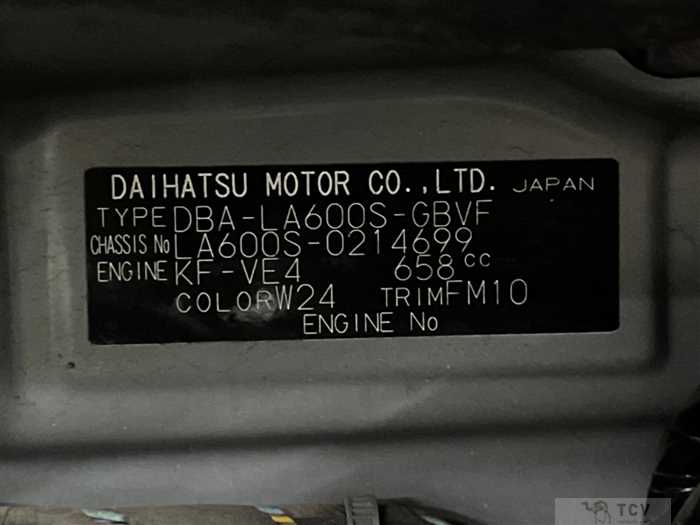 DAIHATSU MOTOR CO.,LTD. JAPAN
TYPE DBA-LA600S-GBVF
CHASSIS No LA600S-0214699
ENGINE KF-VE4 658cc
COLOR W24 TRIM FM10
ENGINE No
TCV